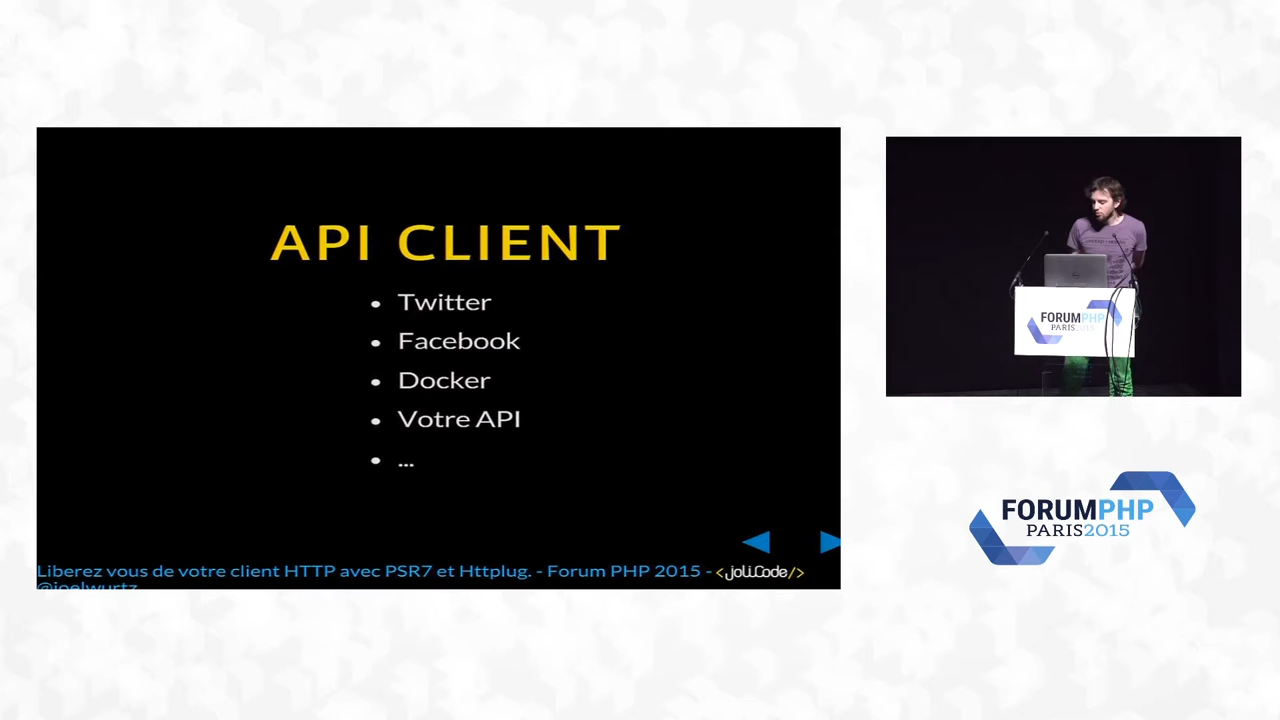 API CLIENT
• Twitter
• Facebook
• Docker
• Votre API
• ...
Liberez vous de votre client HTTP avec PSR7 et Httplug. - Forum PHP 2015 - <joliCode/>
@joelwurtz
FORUMPHP
PARIS2015
FORUMPHP
PARIS2015